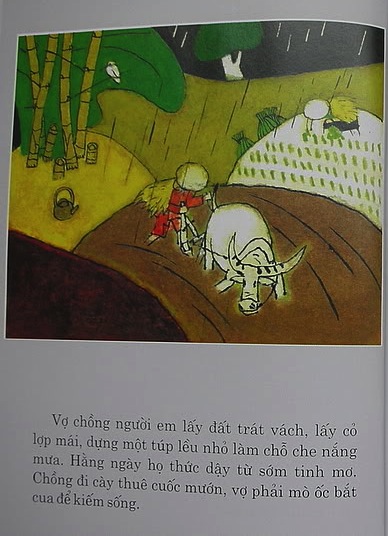 Vợ chồng người em lấy đất trát vách, lấy cỏ
lợp mái, dựng một túp lều nhỏ làm chỗ che nắng
mưa. Hằng ngày họ thức dậy từ sớm tinh mơ.
Chồng đi cày thuê cuốc mướn, vợ phải mò ốc bắt
cua để kiếm sống.